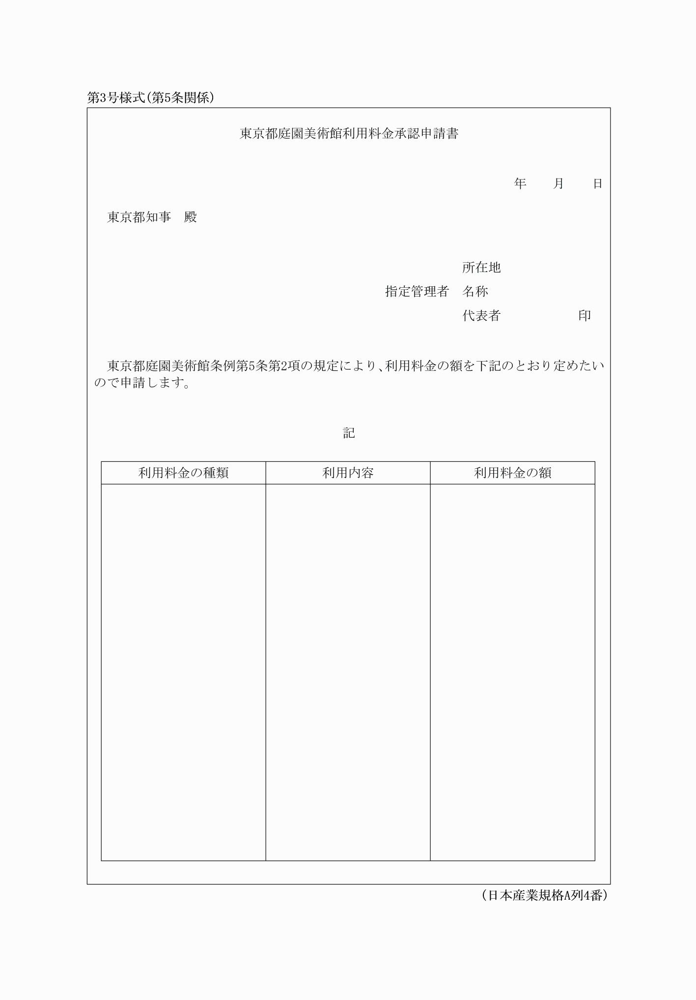 第3号様式(第5条関係)
東京都庭園美術館利用料金承認申請書
年　　月　　日
東京都知事　殿
所在地
指定管理者　名称
代表者　　　　　　印
東京都庭園美術館条例第5条第2項の規定により、利用料金の額を下記のとおり定めたい
ので申請します。
記
利用料金の種類　利用内容　利用料金の額
(日本産業規格A列4番)